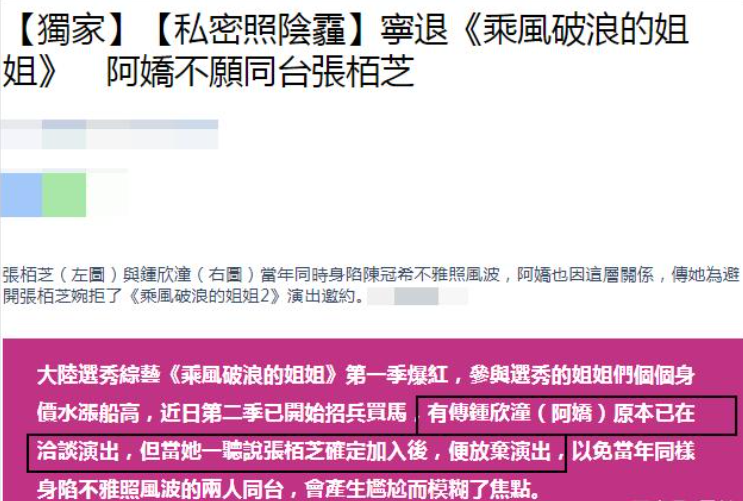 【獨家】【私密照陰霾】寧退《乘風破浪的姐
姐》 阿嬌不願同台張栢芝
張栢芝（左圖）與鍾欣潼（右圖）當年同時身陷陳冠希不雅照風波，阿嬌也因這層關係，傳她為避
開張栢芝婉拒了《乘風破浪的姐姐2》演出邀約。
大陸選秀綜藝《乘風破浪的姐姐》第一季爆紅，參與選秀的姐姐們個個身
價水漲船高，近日第二季已開始招兵買馬，有傳鍾欣潼（阿嬌）原本已在
洽談演出，但當她一聽說張栢芝確定加入後，便放棄演出，以免當年同樣
身陷不雅照風波的兩人同台，會產生尷尬而模糊了焦點。